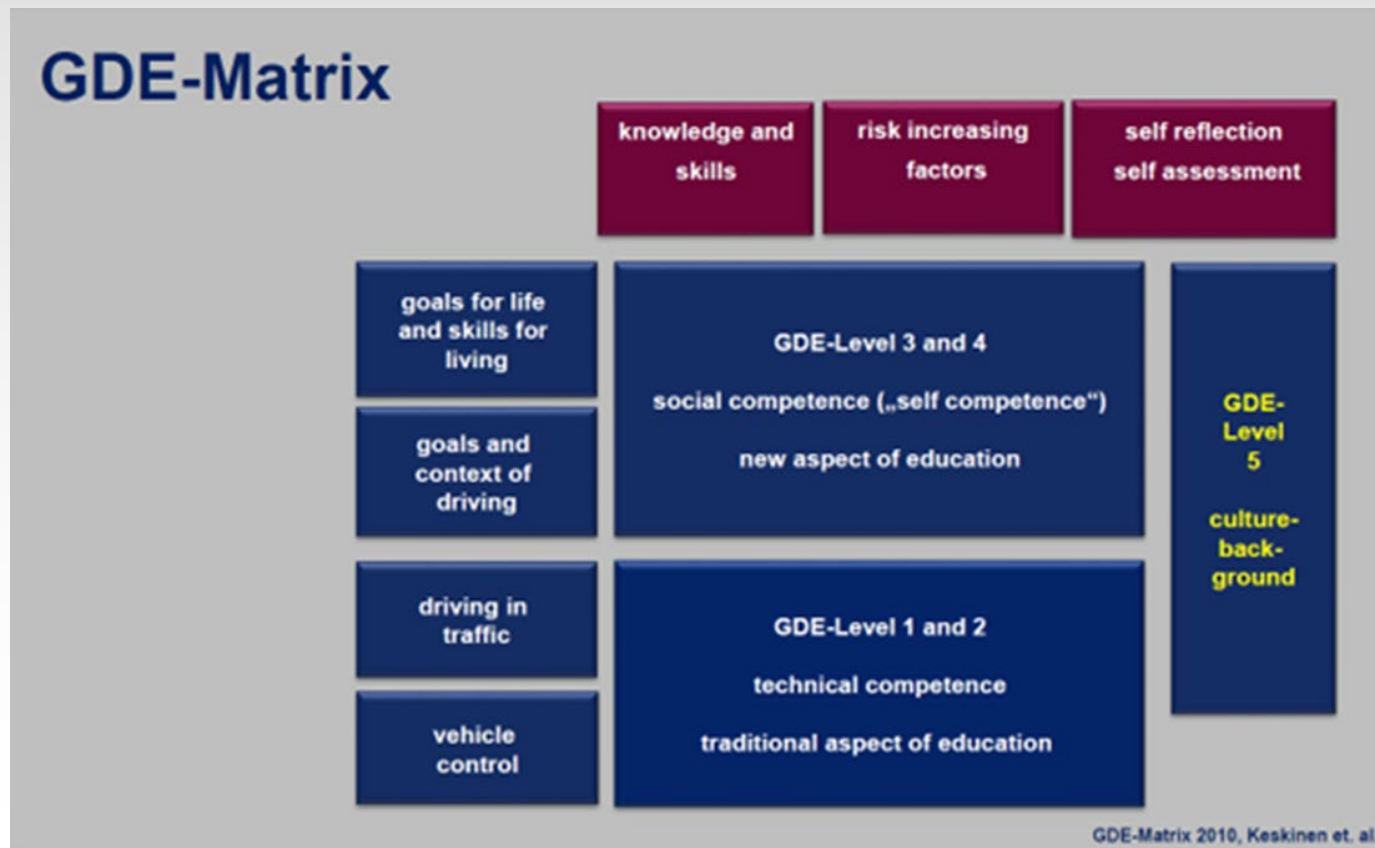 GDE-Matrix
knowledge and
skills
risk increasing
factors
self reflection
self assessment
goals for life
and skills for
living
goals and
context of
driving
GDE-Level 3 and 4
social competence („self competence“)
new aspect of education
driving in
traffic
vehicle
control
GDE-Level 1 and 2
technical competence
traditional aspect of education
GDE-
Level
5
culture-
back-
ground
GDE-Matrix 2010, Keskinen et. al